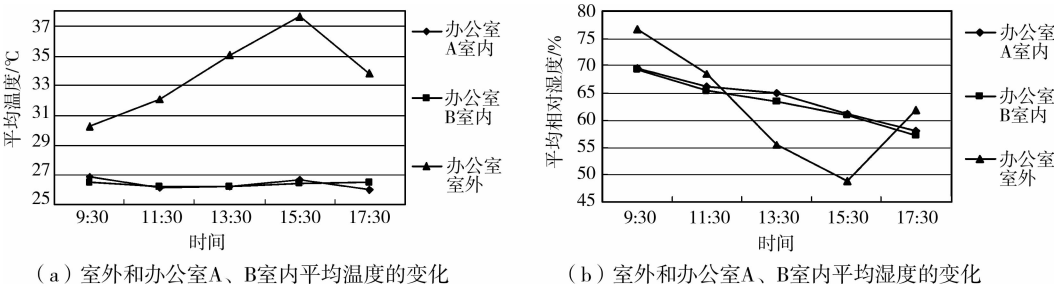 平均温度/℃
37
35
33
31
29
27
25
9:30 11:30 13:30 15:30 17:30
时间
办公室
A室内
办公室
B室内
办公室
室外
（a）室外和办公室A、B室内平均温度的变化
平均相对湿度/%
80
75
70
65
60
55
50
45
9:30 11:30 13:30 15:30 17:30
时间
办公室
A室内
办公室
B室内
办公室
室外
（b）室外和办公室A、B室内平均湿度的变化